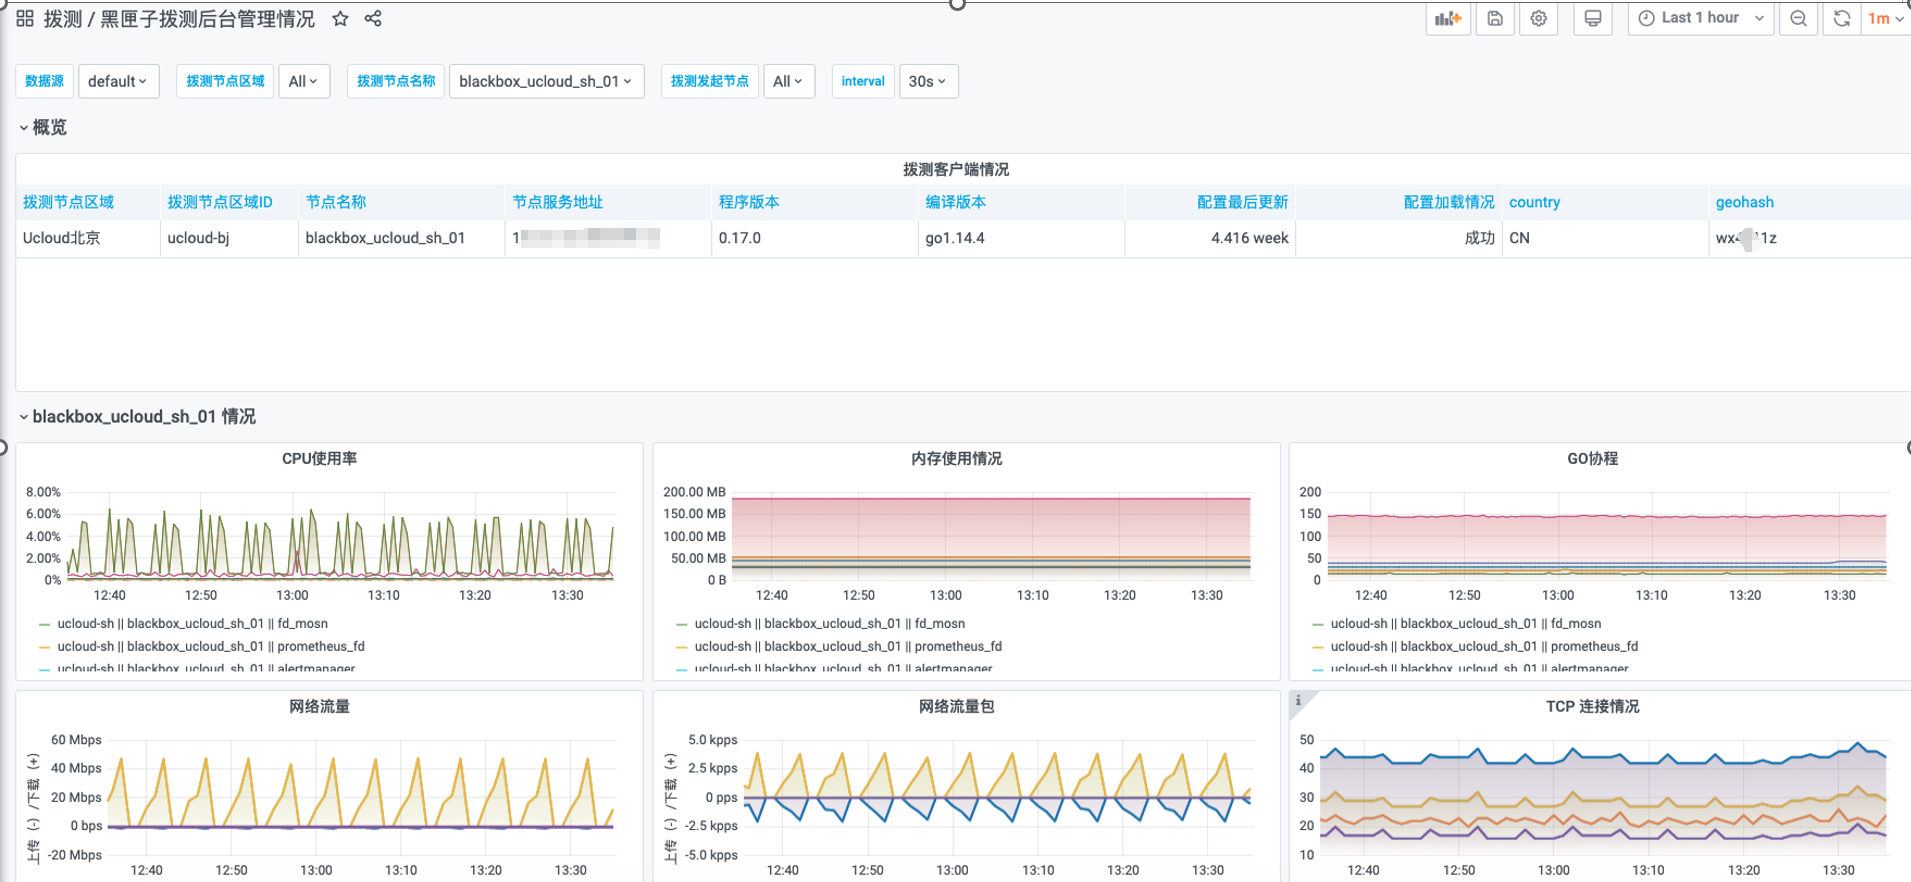 拨测 / 黑匣子拨测后台管理情况
Last 1 hour
1m
数据源 default 拨测节点区域 All 拨测节点名称 blackbox_ucloud_sh_01 拨测发起节点 All interval 30s
概览
拨测客户端情况
拨测节点区域 拨测节点区域ID 节点名称 节点服务地址 程序版本 编译版本 配置最后更新 配置加载情况 country geohash
Ucloud北京 ucloud-bj blackbox_ucloud_sh_01 1 0.17.0 go1.14.4 4.416 week 成功 CN wx4 1z
blackbox_ucloud_sh_01 情况
CPU使用率
8.00%
6.00%
4.00%
2.00%
0%
12:40 12:50 13:00 13:10 13:20 13:30
ucloud-sh || blackbox_ucloud_sh_01 || fd_mosn
ucloud-sh || blackbox_ucloud_sh_01 || prometheus_fd
ucloud-sh || blackbox_ucloud_sh_01 || alertmanager
内存使用情况
200.00 MB
150.00 MB
100.00 MB
50.00 MB
0 B
12:40 12:50 13:00 13:10 13:20 13:30
ucloud-sh || blackbox_ucloud_sh_01 || fd_mosn
ucloud-sh || blackbox_ucloud_sh_01 || prometheus_fd
ucloud-sh || blackbox_ucloud_sh_01 || alertmanager
GO协程
200
150
100
50
0
12:40 12:50 13:00 13:10 13:20 13:30
ucloud-sh || blackbox_ucloud_sh_01 || fd_mosn
ucloud-sh || blackbox_ucloud_sh_01 || prometheus_fd
ucloud-sh || blackbox_ucloud_sh_01 || alertmanager
网络流量
上传 (-) /下载 (+)
60 Mbps
40 Mbps
20 Mbps
0 bps
-20 Mbps
12:40 12:50 13:00 13:10 13:20 13:30
网络流量包
上传 (-) /下载 (+)
5.0 kpps
2.5 kpps
0 pps
-2.5 kpps
-5.0 kpps
12:40 12:50 13:00 13:10 13:20 13:30
i
TCP 连接情况
50
40
30
20
10
12:40 12:50 13:00 13:10 13:20 13:30